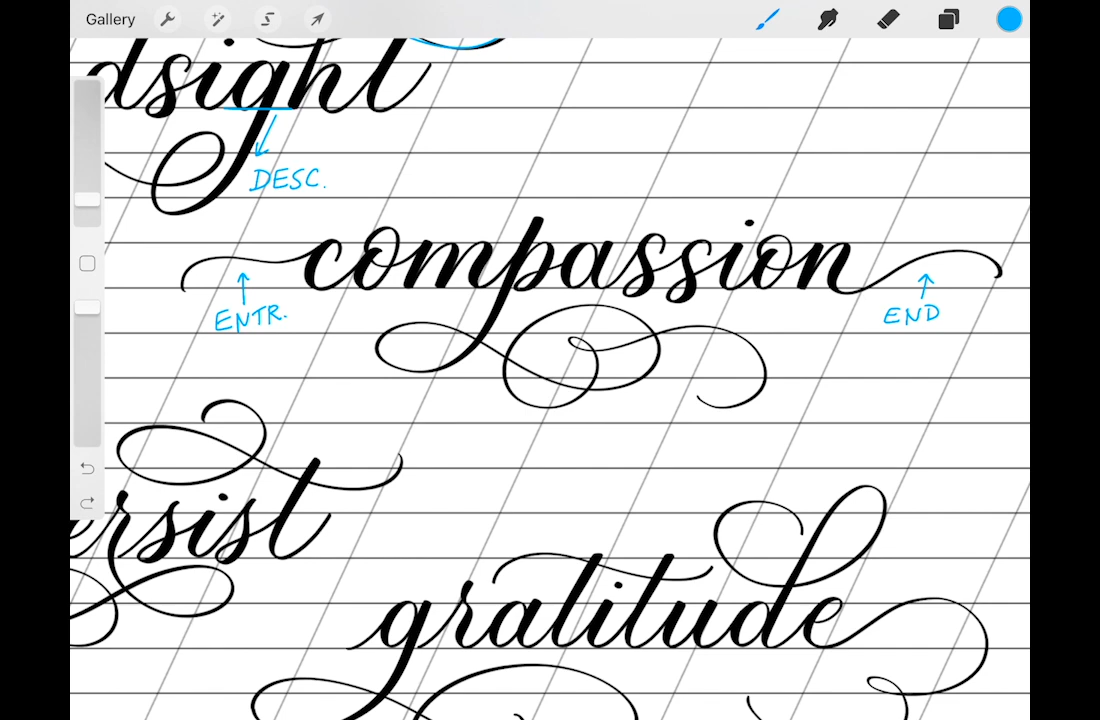 Gallery
dsight
DESC.
compassion
ENTR.
END
ersist
gratitude